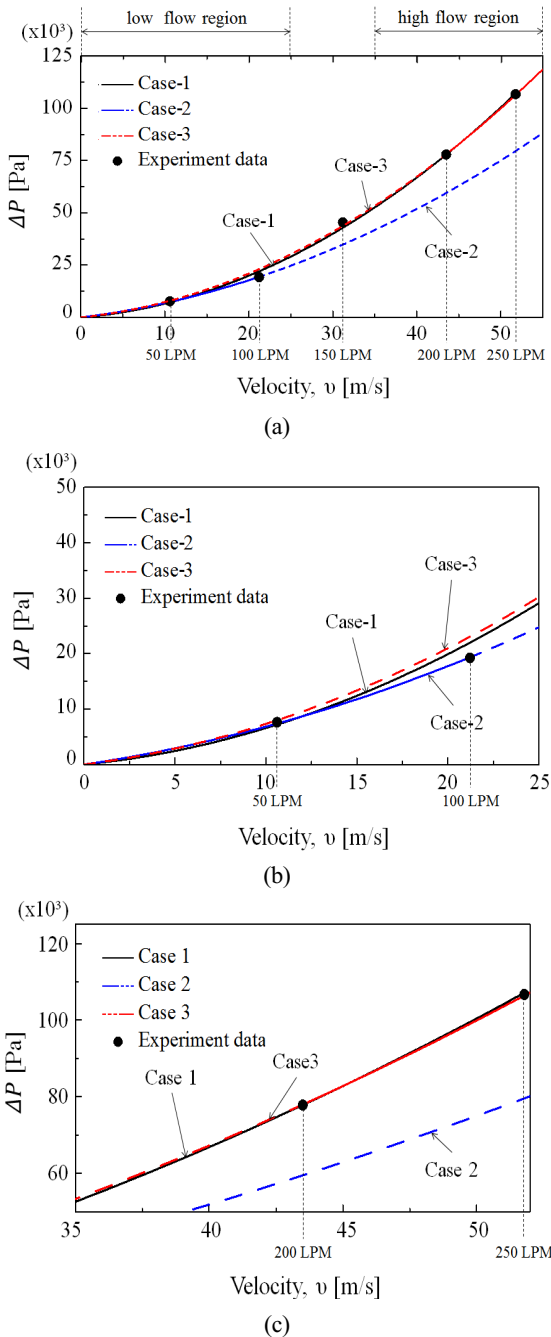 low flow region
high flow region
(x10³)
125
100
75
50
25
0
ΔP [Pa]
Case-1
Case-2
Case-3
Experiment data
Case-3
Case-1
Case-2
0 10 20 30 40 50
50 LPM 100 LPM 150 LPM 200 LPM 250 LPM
Velocity, υ [m/s]
(a)
(x10³)
50
40
30
20
10
0
ΔP [Pa]
Case-1
Case-2
Case-3
Experiment data
Case-3
Case-1
Case-2
0 5 10 15 20 25
50 LPM 100 LPM
Velocity, υ [m/s]
(b)
(x10³)
120
100
80
60
ΔP [Pa]
Case 1
Case 2
Case 3
Experiment data
Case 1
Case3
Case 2
35 40 45 50
200 LPM 250 LPM
Velocity, υ [m/s]
(c)